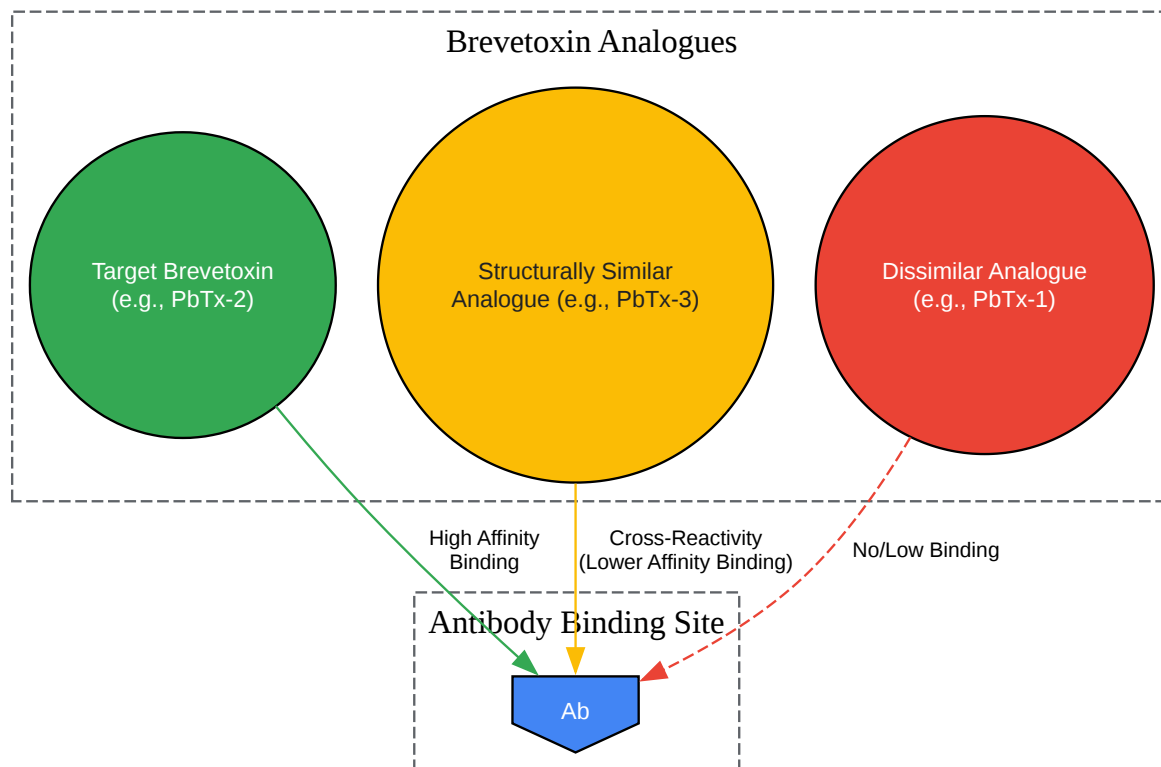 Brevetoxin Analogues
Target Brevetoxin
(e.g., PbTx-2)
Structurally Similar
Analogue (e.g., PbTx-3)
Dissimilar Analogue
(e.g., PbTx-1)
High Affinity
Binding
Cross-Reactivity
(Lower Affinity Binding)
No/Low Binding
Antibody Binding Site
Ab